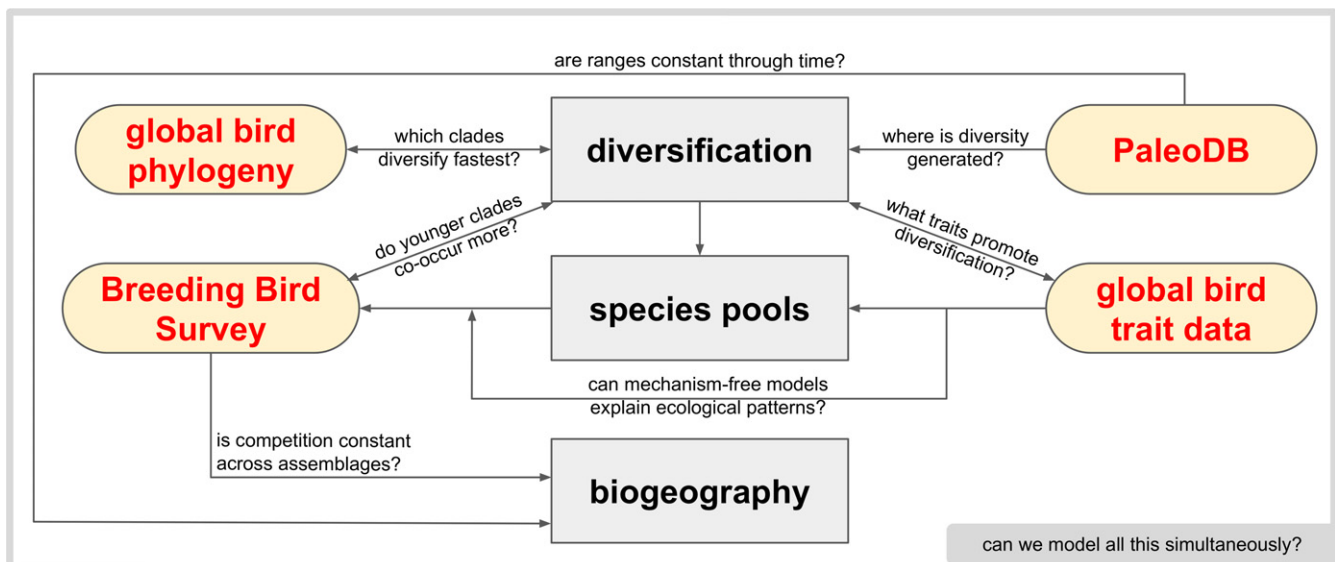 are ranges constant through time?
global bird
phylogeny
which clades
diversify fastest?
diversification
where is diversity
generated?
PaleoDB
do younger clades
co-occur more?
what traits promote
diversification?
Breeding Bird
Survey
species pools
global bird
trait data
can mechanism-free models
explain ecological patterns?
is competition constant
across assemblages?
biogeography
can we model all this simultaneously?